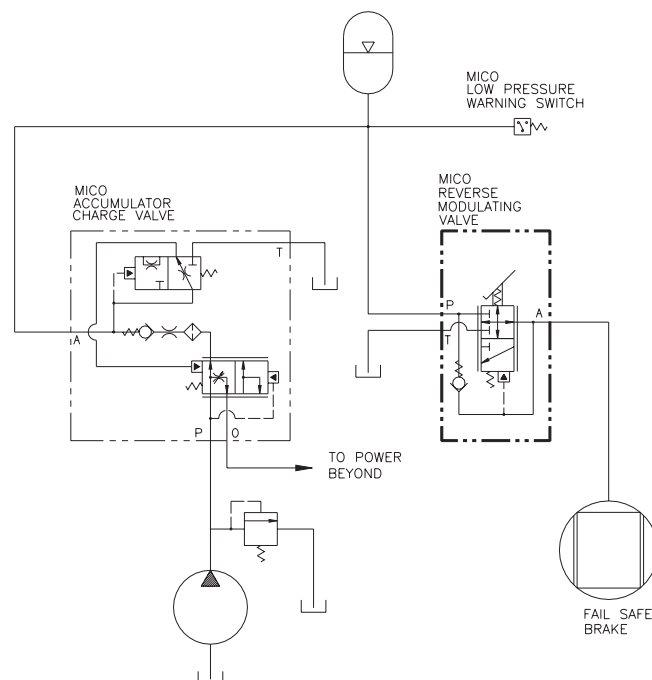 MICO
LOW PRESSURE
WARNING SWITCH
MICO
ACCUMULATOR
CHARGE VALVE
MICO
REVERSE
MODULATING
VALVE
T
P
A
T
A
P
O
TO POWER
BEYOND
FAIL SAFE
BRAKE